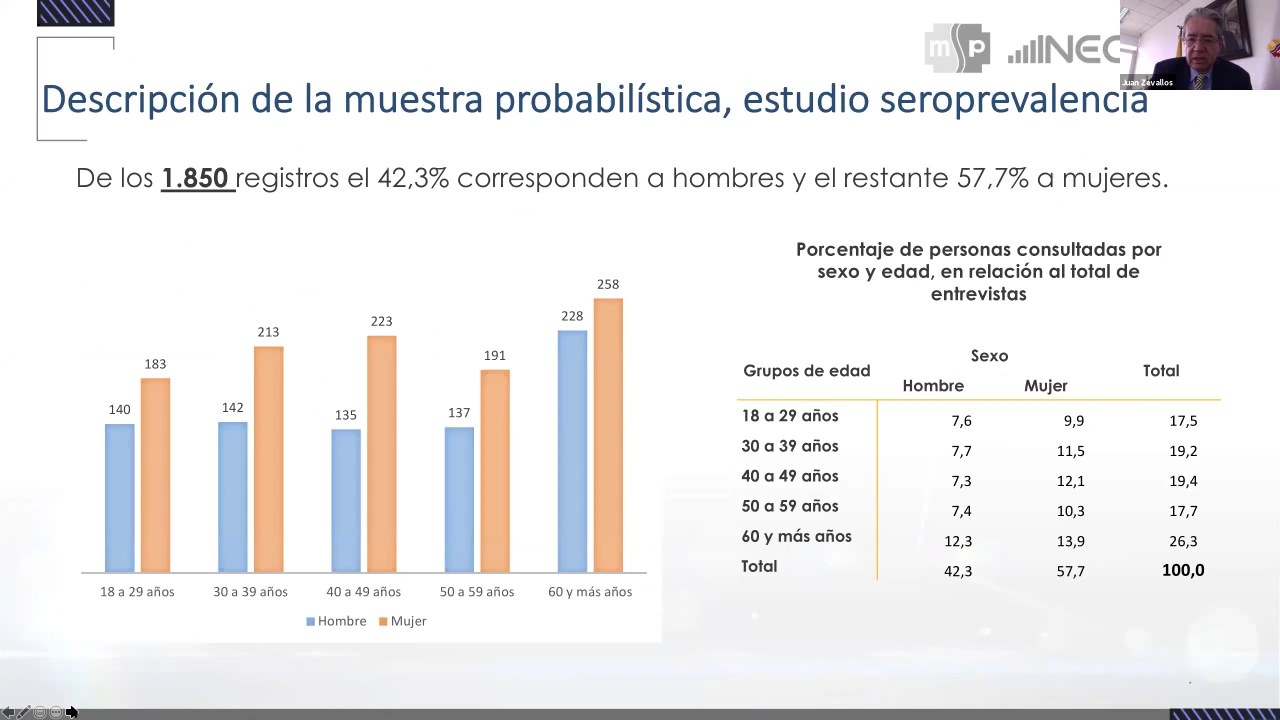 msp
INEC
Juan Zevallos
Descripción de la muestra probabilística, estudio seroprevalencia
De los 1.850 registros el 42,3% corresponden a hombres y el restante 57,7% a mujeres.
258
228
223
213
191
183
140
142
135
137
18 a 29 años
30 a 39 años
40 a 49 años
50 a 59 años
60 y más años
Hombre
Mujer
Porcentaje de personas consultadas por
sexo y edad, en relación al total de
entrevistas
Grupos de edad
Sexo
Total
Hombre
Mujer
18 a 29 años 7,6 9,9 17,5
30 a 39 años 7,7 11,5 19,2
40 a 49 años 7,3 12,1 19,4
50 a 59 años 7,4 10,3 17,7
60 y más años 12,3 13,9 26,3
Total 42,3 57,7 100,0